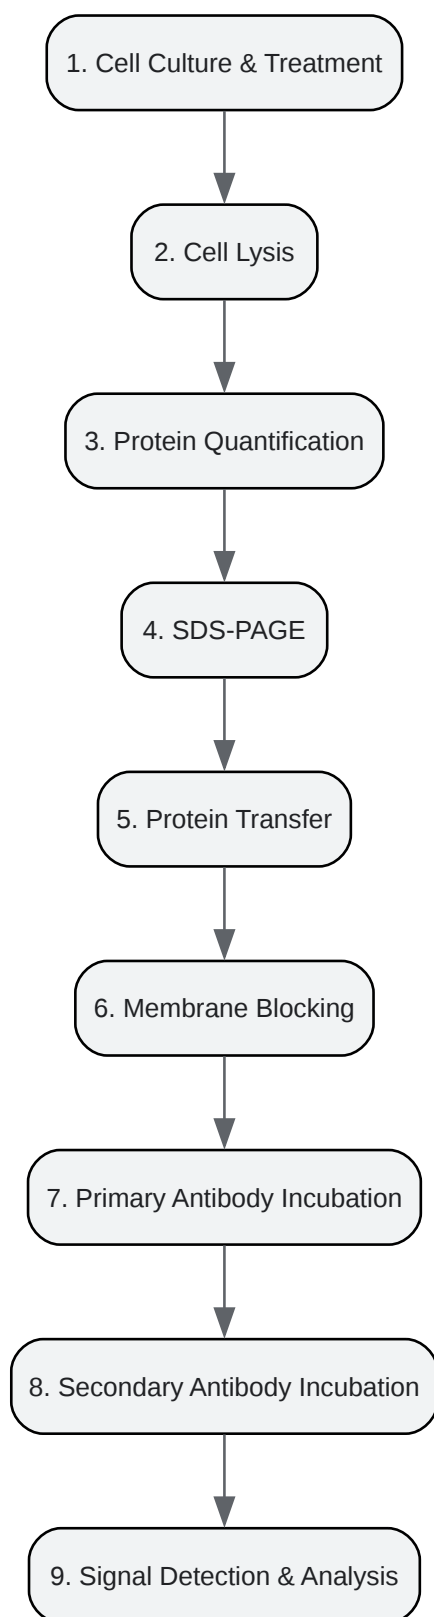 1. Cell Culture & Treatment
2. Cell Lysis
3. Protein Quantification
4. SDS-PAGE
5. Protein Transfer
6. Membrane Blocking
7. Primary Antibody Incubation
8. Secondary Antibody Incubation
9. Signal Detection & Analysis